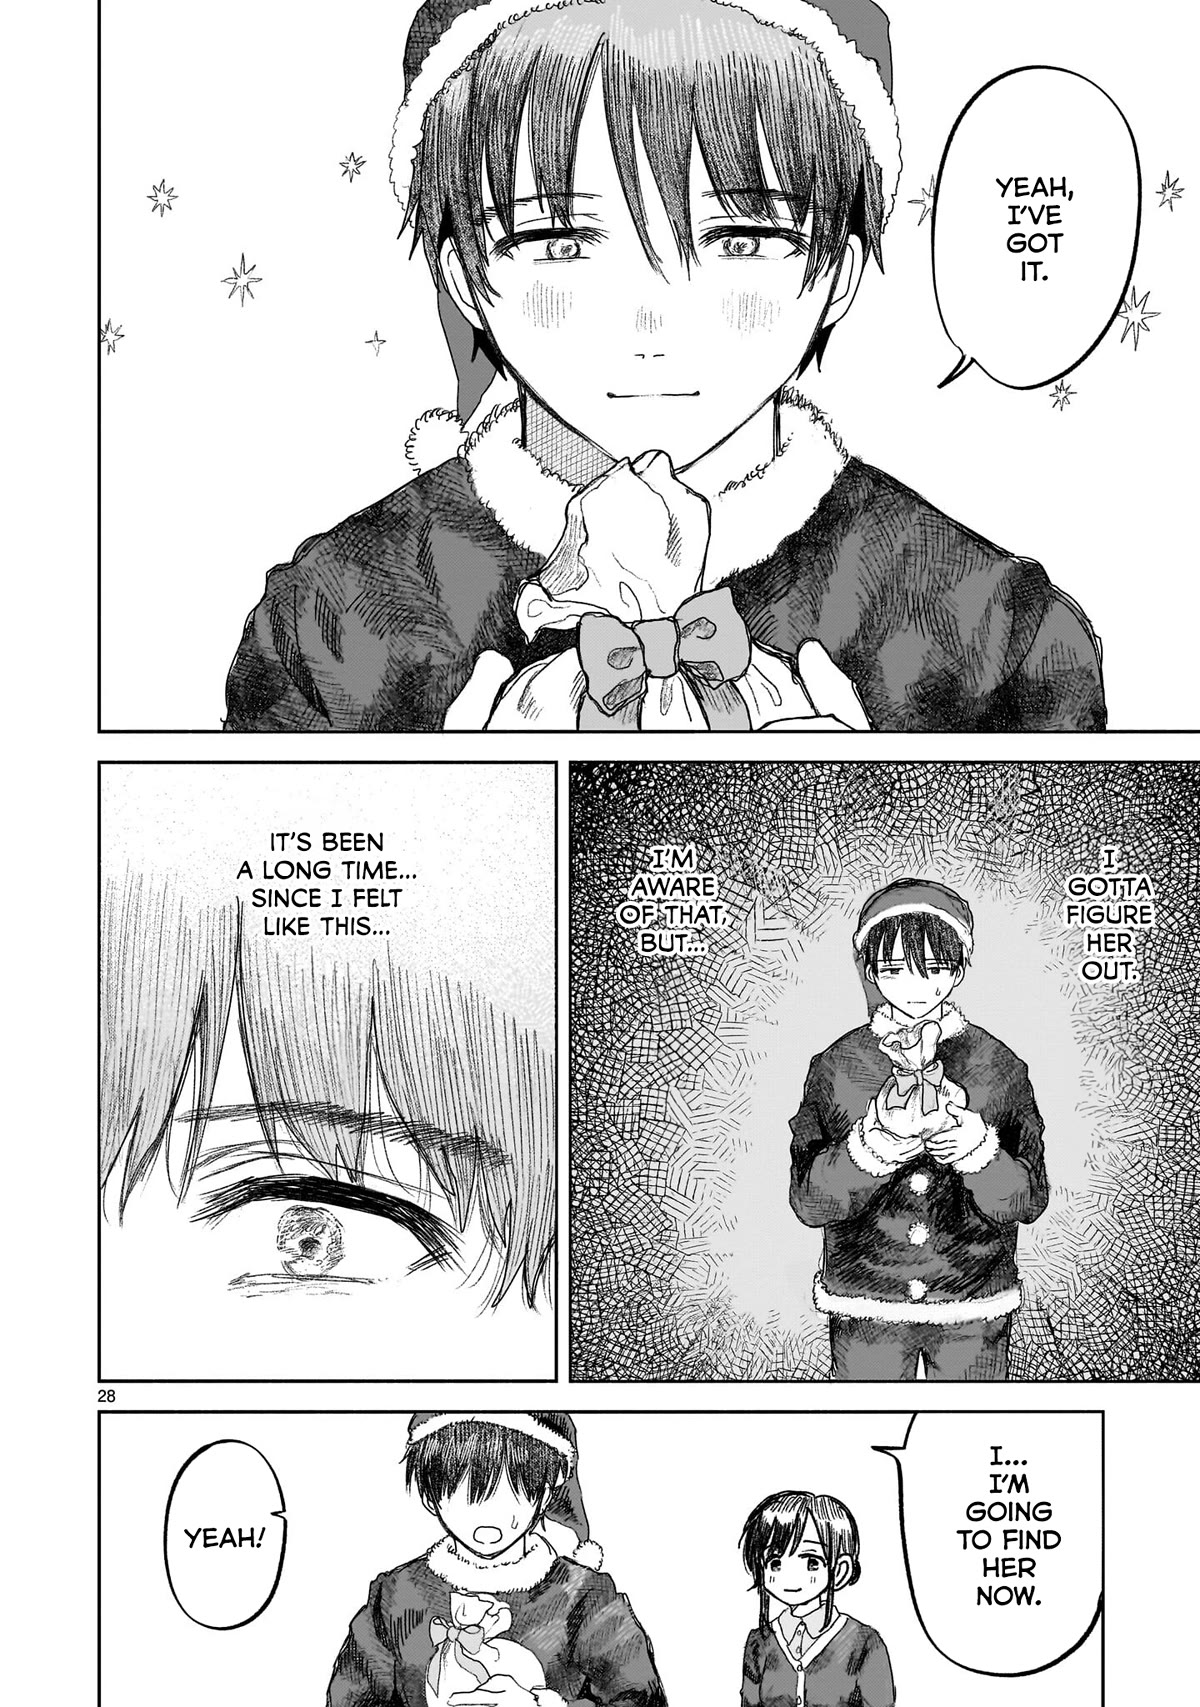 YEAH,
I'VE
GOT
IT.
I
GOTTA
FIGURE
HER
OUT.
I'M
AWARE
OF THAT,
BUT...
IT'S BEEN
A LONG TIME...
SINCE I FELT
LIKE THIS...
28
I...
I'M
GOING
TO FIND
HER
NOW.
YEAH!